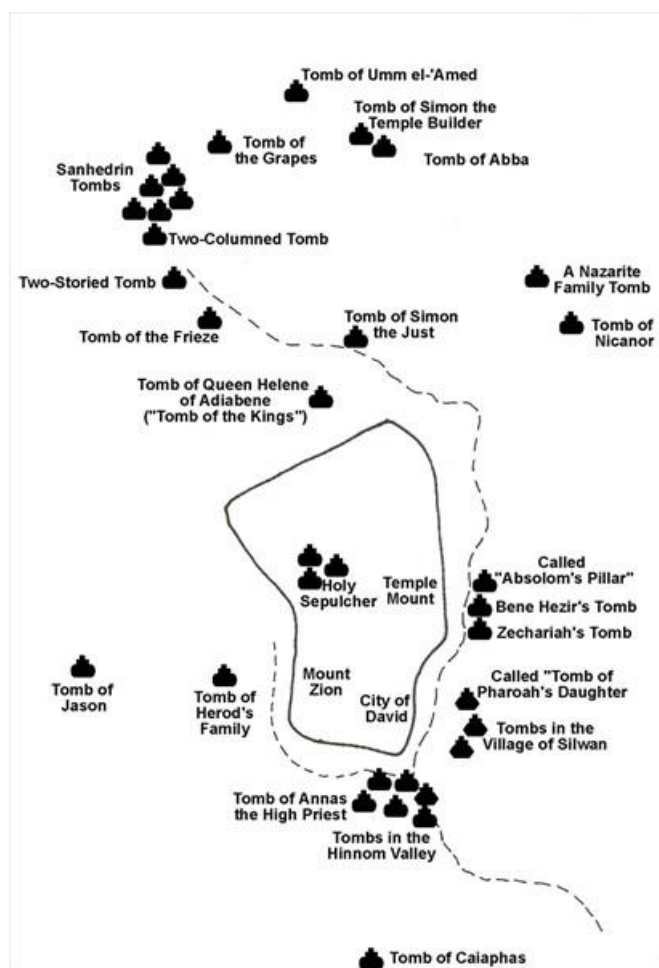 Tomb of Umm el-'Amed
Tomb of Simon the
Temple Builder
Tomb of
the Grapes
Tomb of Abba
Sanhedrin
Tombs
Two-Columned Tomb
A Nazarite
Family Tomb
Two-Storied Tomb
Tomb of the Frieze
Tomb of Simon
the Just
Tomb of
Nicanor
Tomb of Queen Helene
of Adiabene
("Tomb of the Kings")
Called
"Absolom's Pillar"
Holy
Sepulcher
Temple
Mount
Bene Hezir's Tomb
Zechariah's Tomb
Tomb of
Jason
Tomb of
Herod's
Family
Mount
Zion
City of
David
Called "Tomb of
Pharoah's Daughter
Tombs in the
Village of Silwan
Tomb of Annas
the High Priest
Tombs in the
Hinnom Valley
Tomb of Caiaphas